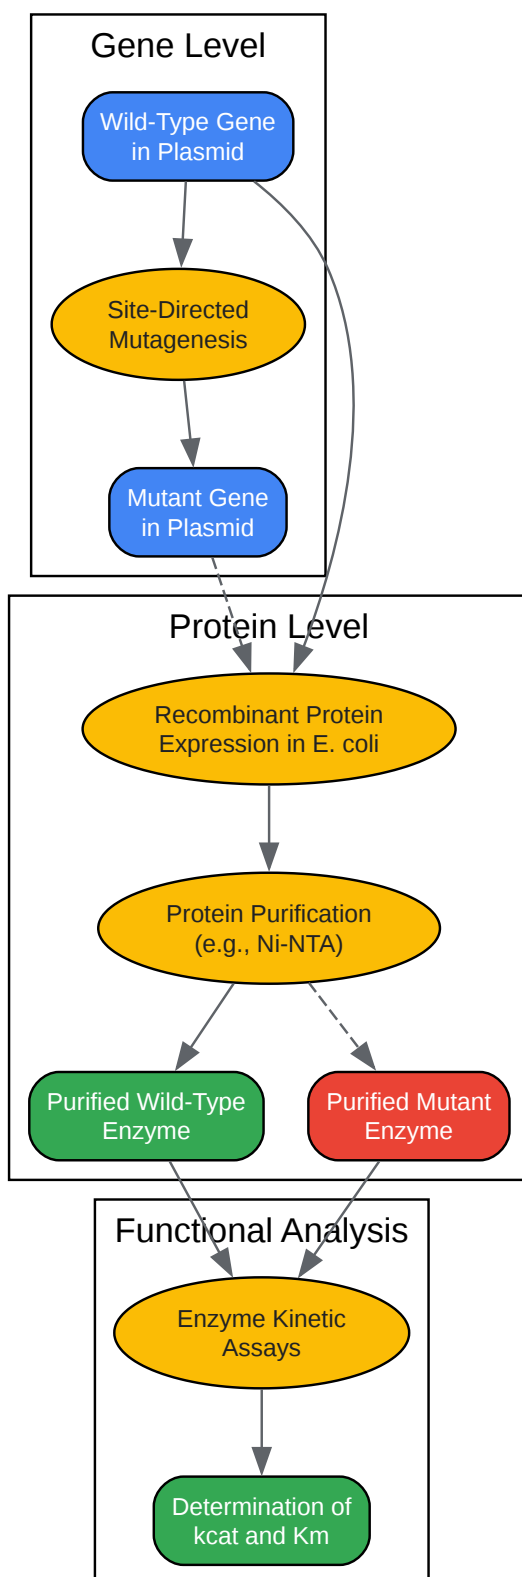 Gene Level
Wild-Type Gene
in Plasmid
Site-Directed
Mutagenesis
Mutant Gene
in Plasmid
Protein Level
Recombinant Protein
Expression in E. coli
Protein Purification
(e.g., Ni-NTA)
Purified Wild-Type
Enzyme
Purified Mutant
Enzyme
Functional Analysis
Enzyme Kinetic
Assays
Determination of
kcat and Km